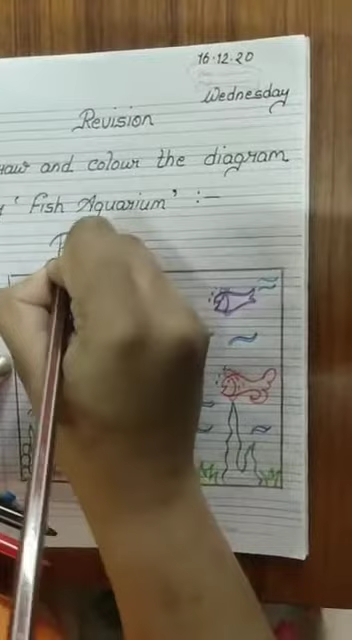 16.12.20
Wednesday
Revision
and colour the diagram
'Fish Aquarium' :-